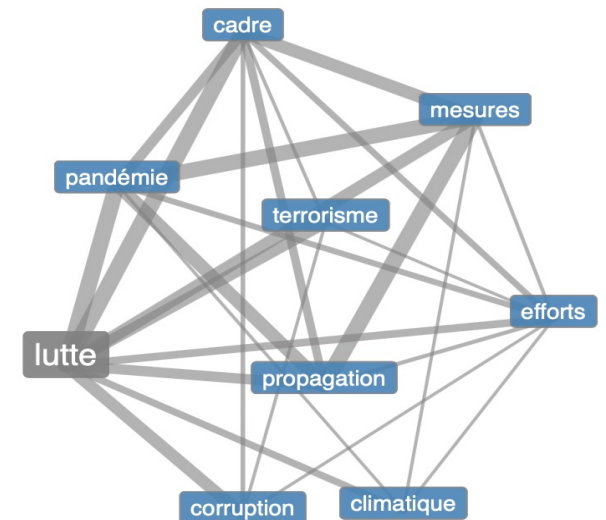 cadre
mesures
pandémie
terrorisme
efforts
lutte
propagation
corruption
climatique